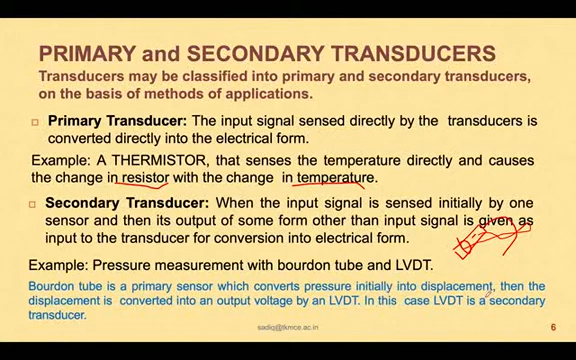 PRIMARY and SECONDARY TRANSDUCERS
Transducers may be classified into primary and secondary transducers,
on the basis of methods of applications.
Primary Transducer: The input signal sensed directly by the transducers is
converted directly into the electrical form.
Example: A THERMISTOR, that senses the temperature directly and causes
the change in resistor with the change in temperature.
Secondary Transducer: When the input signal is sensed initially by one
sensor and then its output of some form other than input signal is given as
input to the transducer for conversion into electrical form.
Example: Pressure measurement with bourdon tube and LVDT.
Bourdon tube is a primary sensor which converts pressure initially into displacement, then the
displacement is converted into an output voltage by an LVDT. In this case LVDT is a secondary
transducer.
sadiq@tkmce.ac.in
6